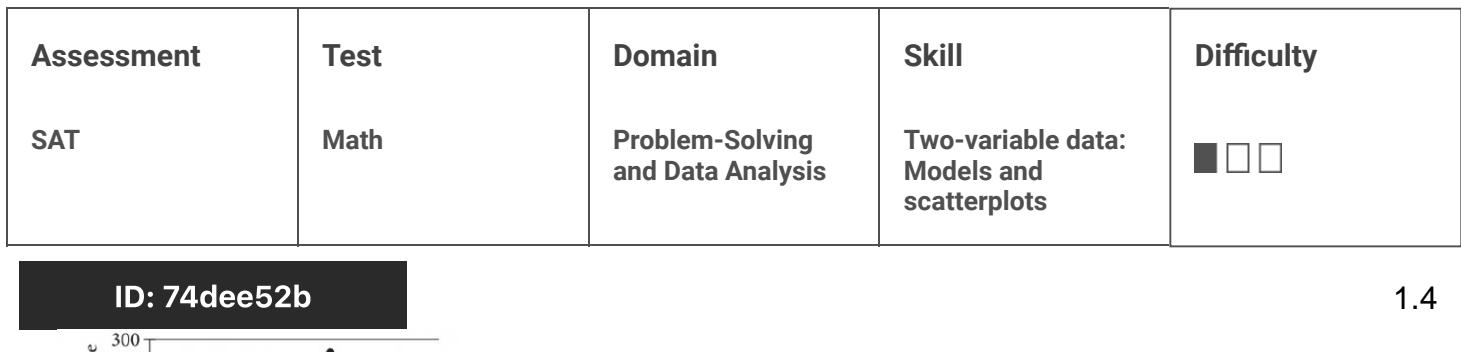 Assessment Test Domain Skill Difficulty
SAT Math Problem-Solving Two-variable data:
and Data Analysis Models and
scatterplots
ID: 74dee52b 1.4
300